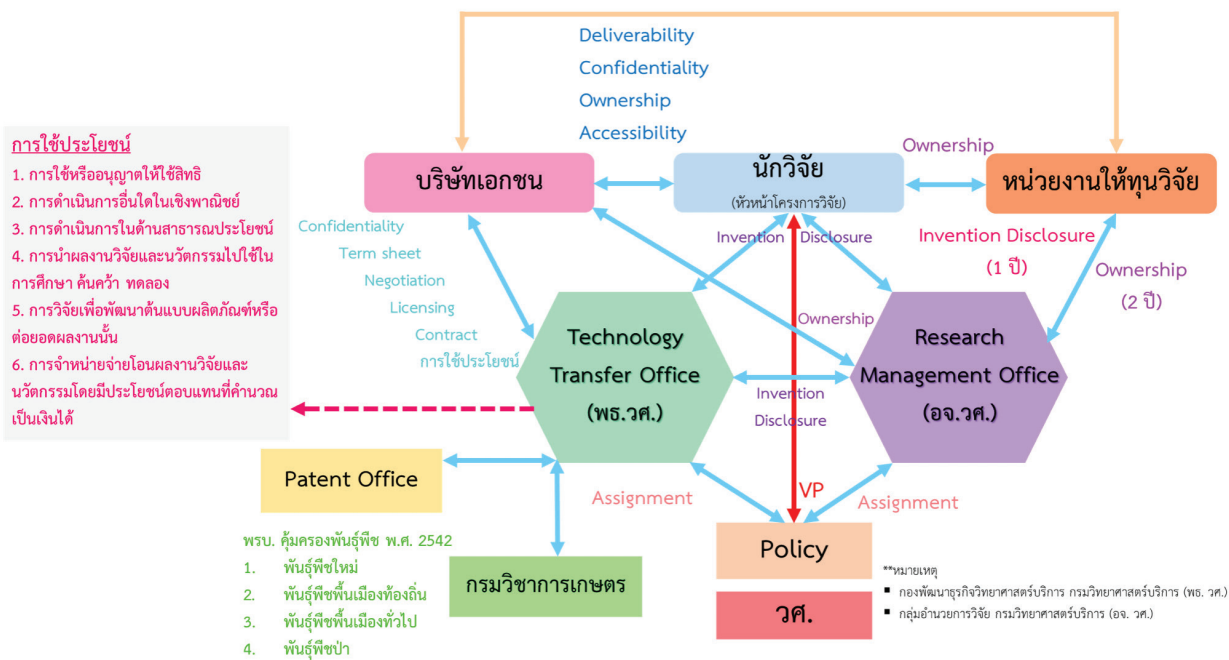 Deliverability
Confidentiality
Ownership
Accessibility
การใช้ประโยชน์
1. การใช้หรืออนุญาตให้ใช้สิทธิ
2. การดำเนินการอื่นใดในเชิงพาณิชย์
3. การดำเนินการในด้านสาธารณประโยชน์
4. การนำผลงานวิจัยและนวัตกรรมไปใช้ใน
การศึกษา ค้นคว้า ทดลอง
5. การวิจัยเพื่อพัฒนาต้นแบบผลิตภัณฑ์หรือ
ต่อยอดผลงานนั้น
6. การจำหน่ายจ่ายโอนผลงานวิจัยและ
นวัตกรรมโดยมีประโยชน์ตอบแทนที่คำนวณ
เป็นเงินได้
บริษัทเอกชน
นักวิจัย
(หัวหน้าโครงการวิจัย)
Ownership
หน่วยงานให้ทุนวิจัย
Confidentiality
Term sheet
Negotiation
Licensing
Contract
การใช้ประโยชน์
Invention Disclosure
Invention Disclosure
(1 ปี)
Ownership
(2 ปี)
Technology
Transfer Office
(พธ.วศ.)
Ownership
Invention
Disclosure
Research
Management Office
(อจ.วศ.)
Patent Office
Assignment
VP
Assignment
พรบ. คุ้มครองพันธุ์พืช พ.ศ. 2542
1. พันธุ์พืชใหม่
2. พันธุ์พืชพื้นเมืองท้องถิ่น
3. พันธุ์พืชพื้นเมืองทั่วไป
4. พันธุ์พืชป่า
กรมวิชาการเกษตร
Policy
วศ.
**หมายเหตุ
▪ กองพัฒนาธุรกิจวิทยาศาสตร์บริการ กรมวิทยาศาสตร์บริการ (พธ. วศ.)
▪ กลุ่มอำนวยการวิจัย กรมวิทยาศาสตร์บริการ (อจ. วศ.)